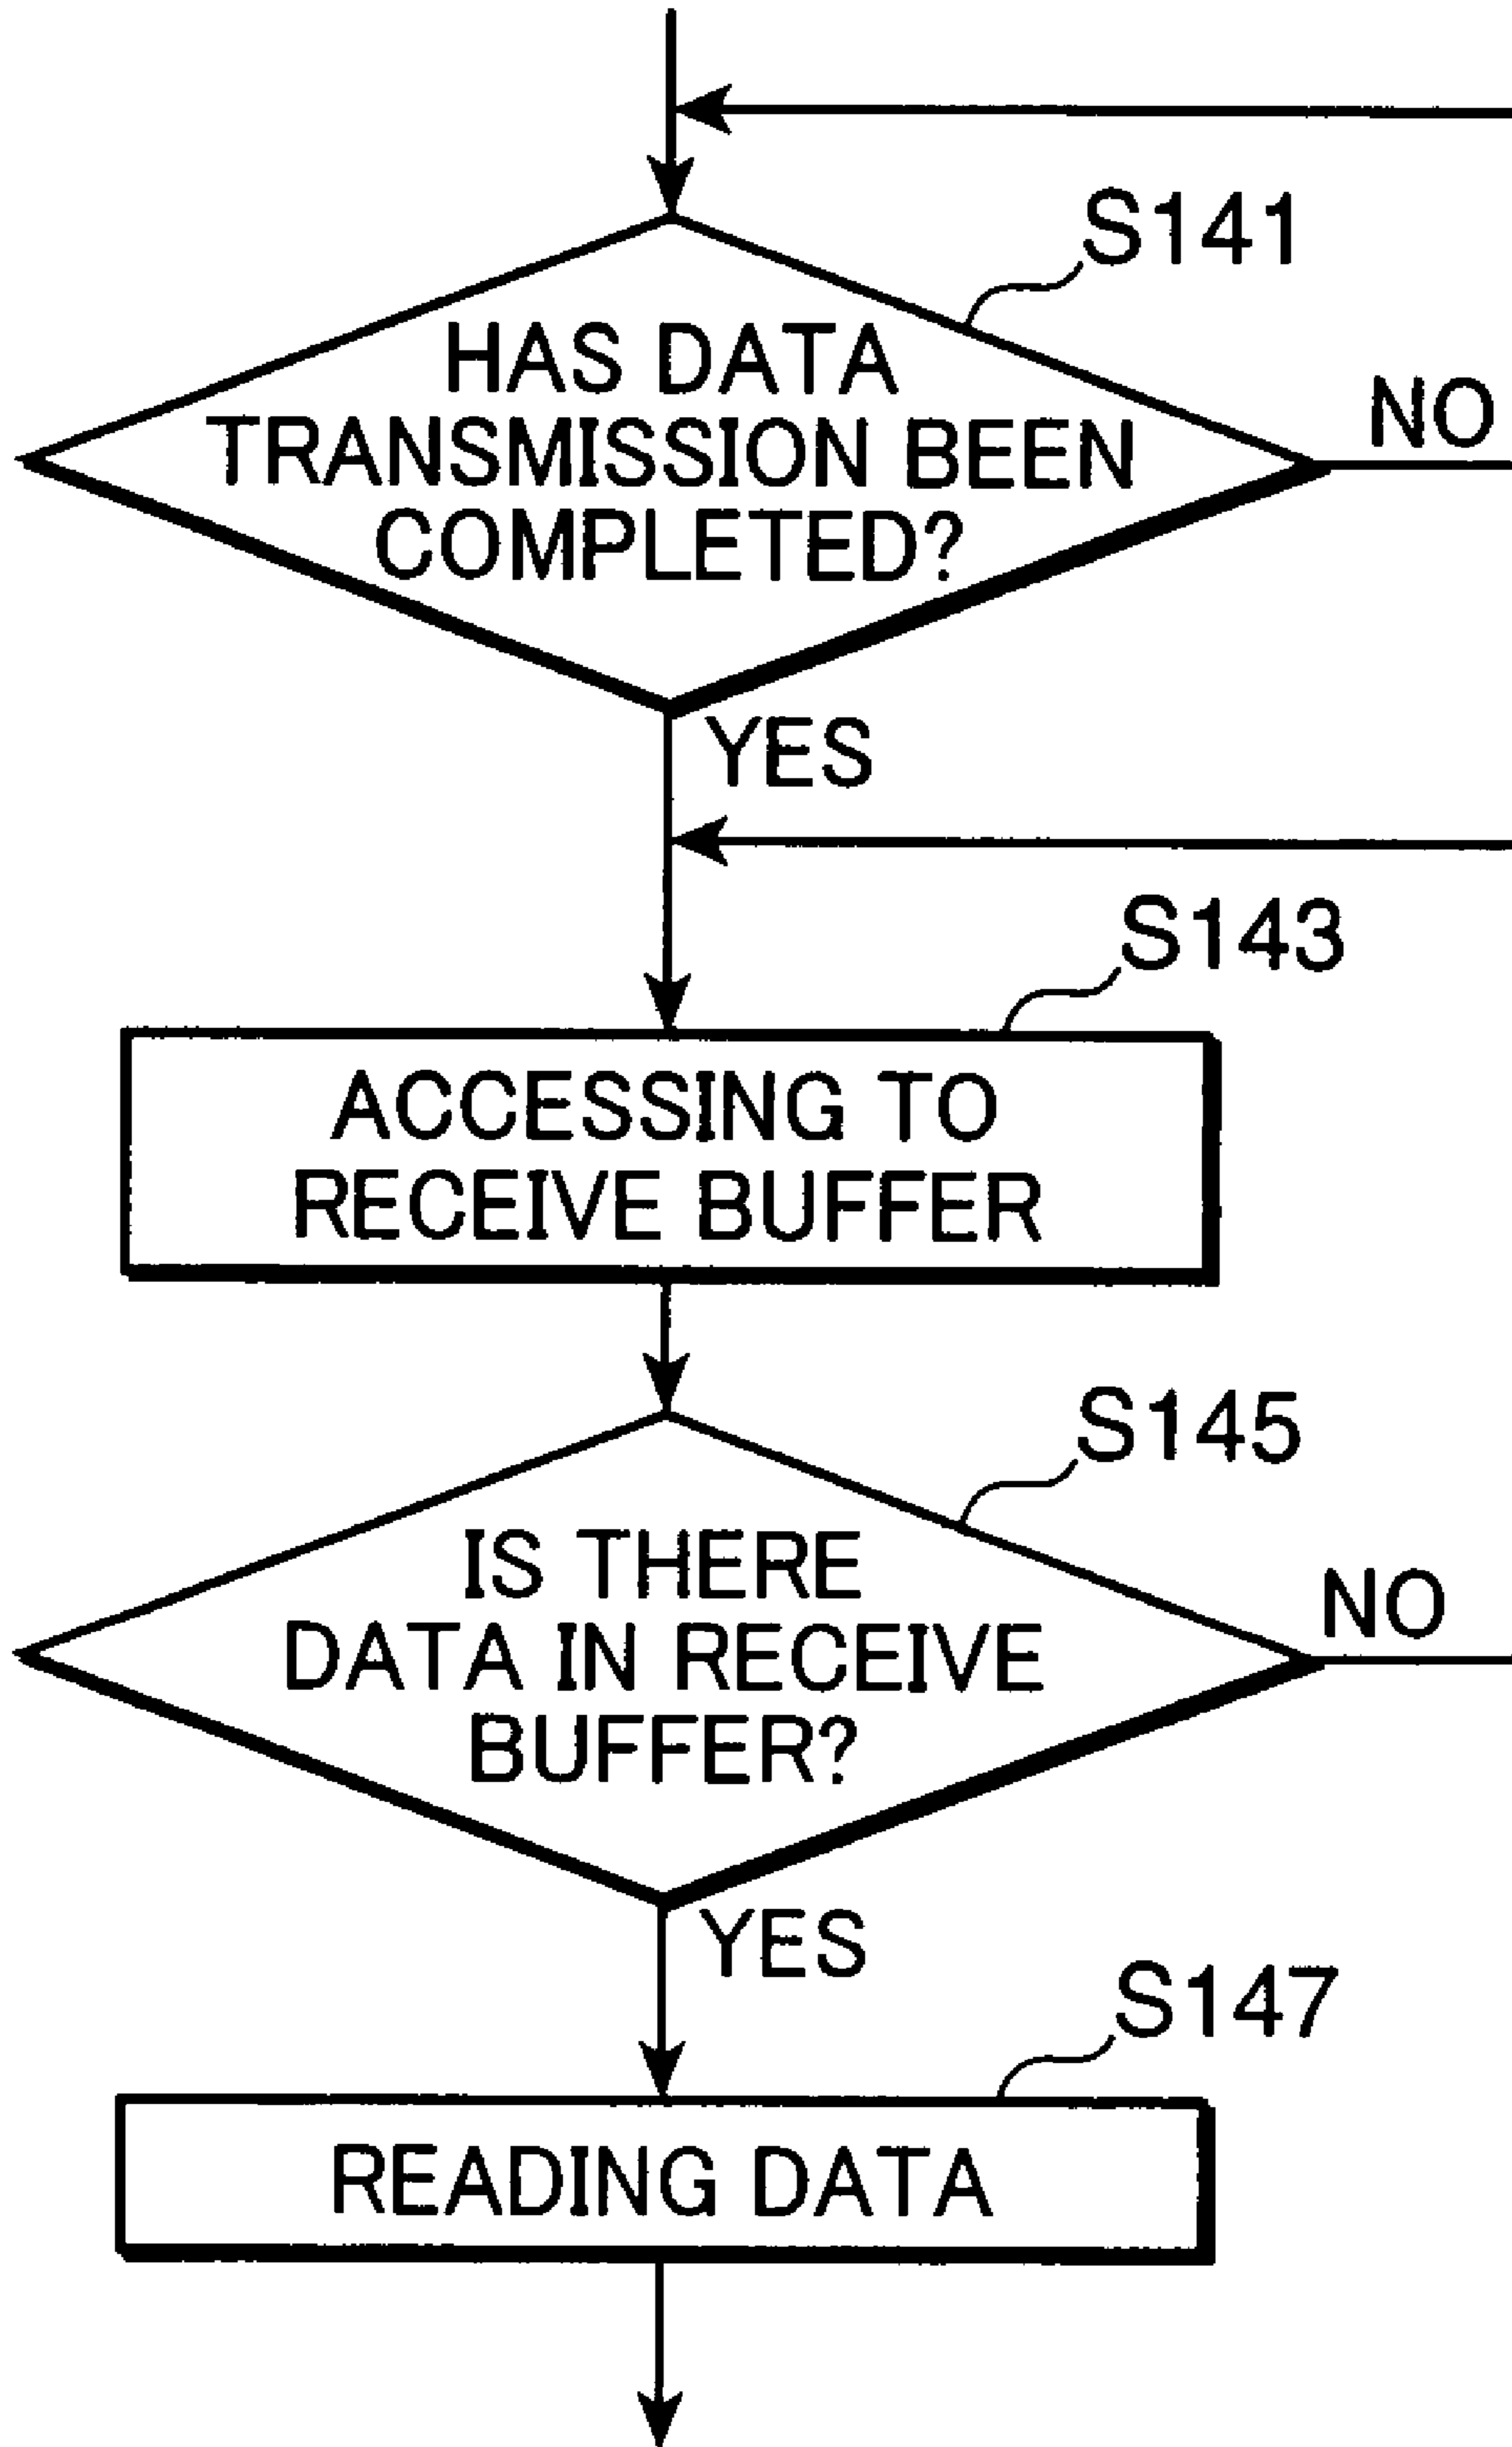 S141
HAS DATA
TRANSMISSION BEEN
COMPLETED?
NO
YES
S143
ACCESSING TO
RECEIVE BUFFER
S145
IS THERE
DATA IN RECEIVE
BUFFER?
NO
YES
S147
READING DATA